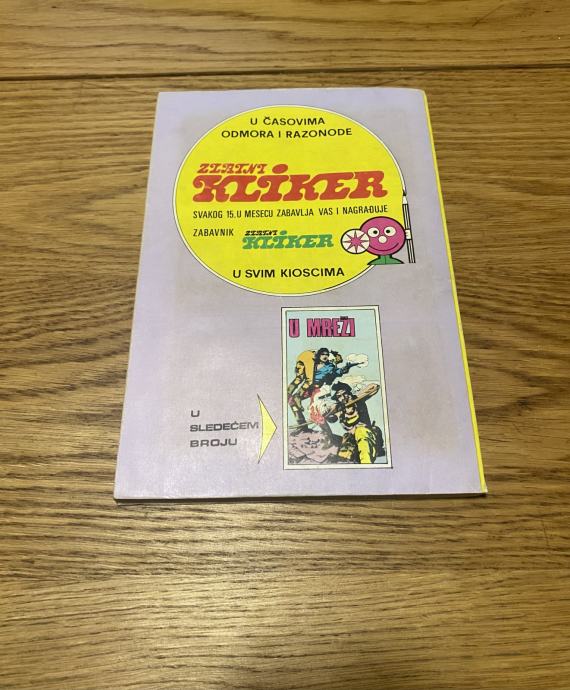 U ČASOVIMA
ODMORA I RAZONODE
ZLATNI
KLIKER
SVAKOG 15. U MESECU ZABAVLJA VAS I NAGRAĐUJE
ZABAVNIK ZLATNI KLIKER
U SVIM KIOSCIMA
U MREŽI
U
SLEDEĆEM
BROJU